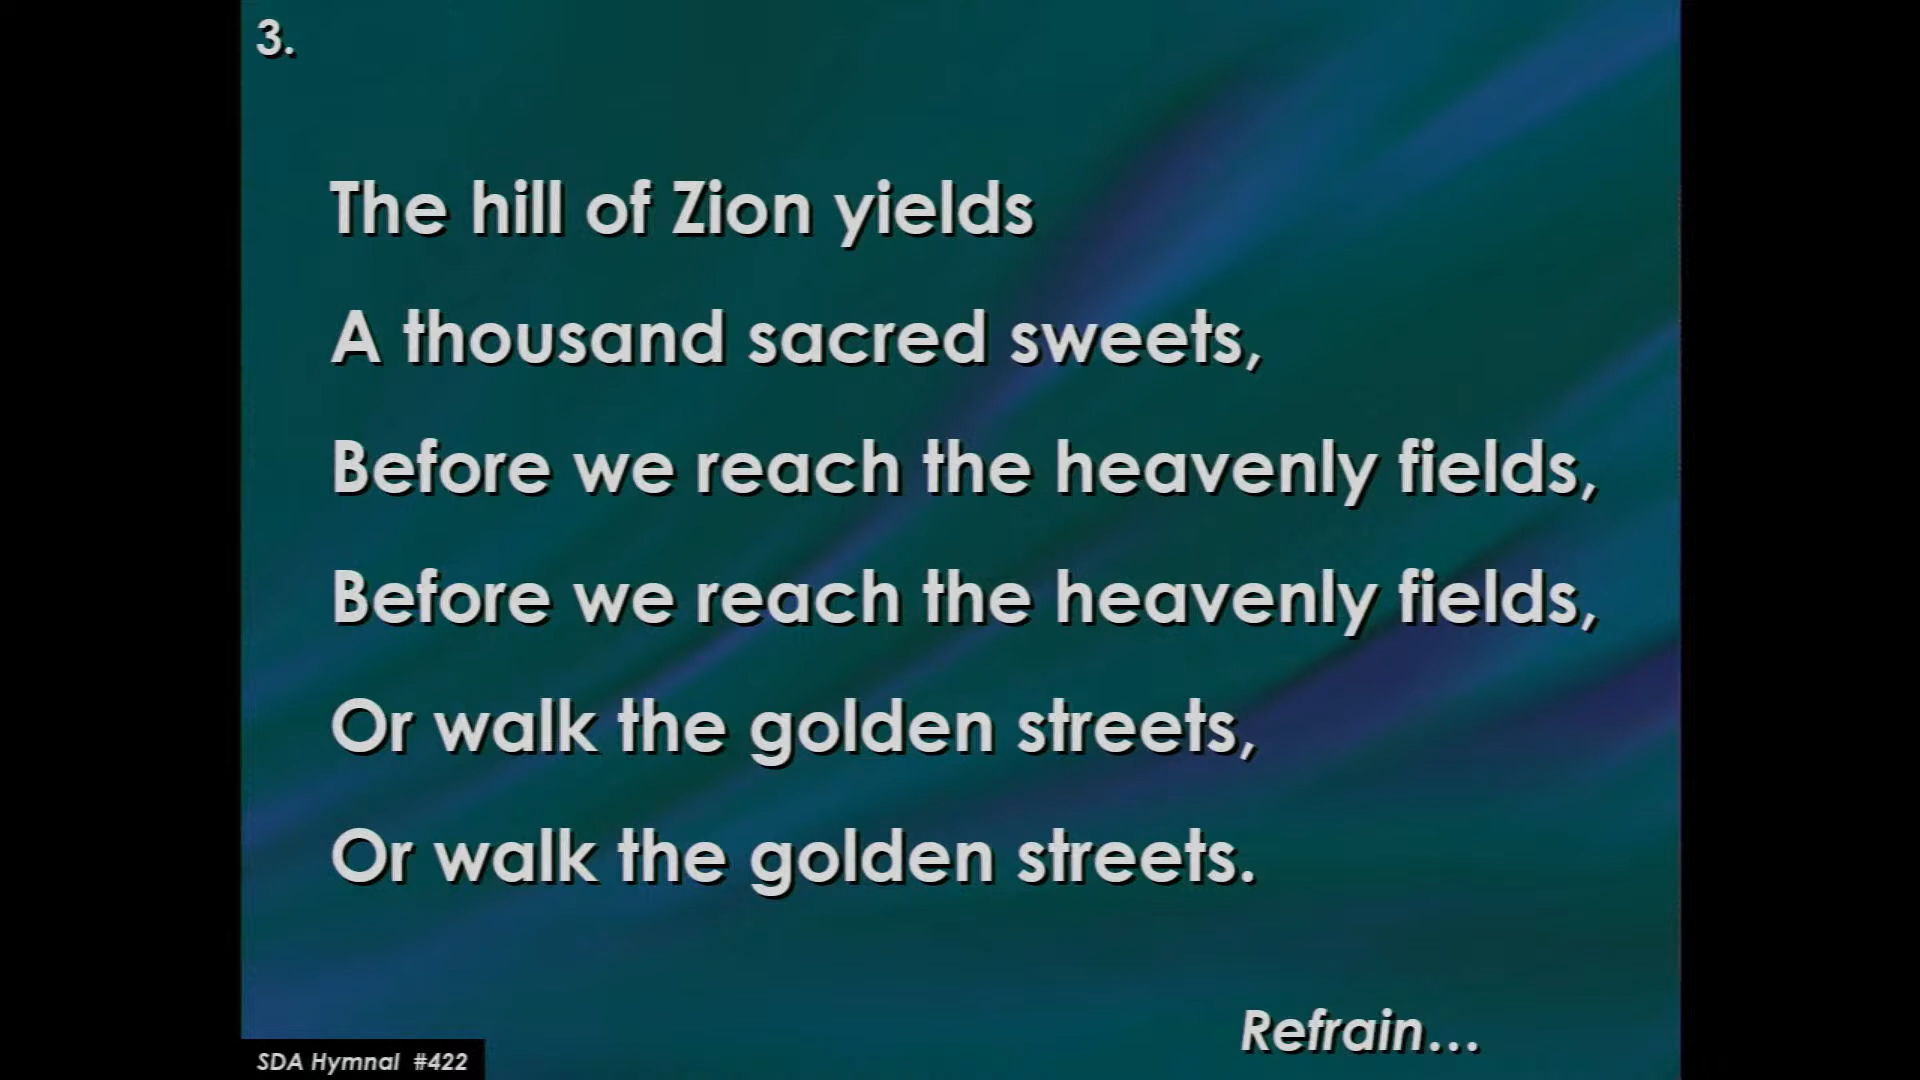 3.
The hill of Zion yields
A thousand sacred sweets,
Before we reach the heavenly fields,
Before we reach the heavenly fields,
Or walk the golden streets,
Or walk the golden streets.
Refrain...
SDA Hymnal #422